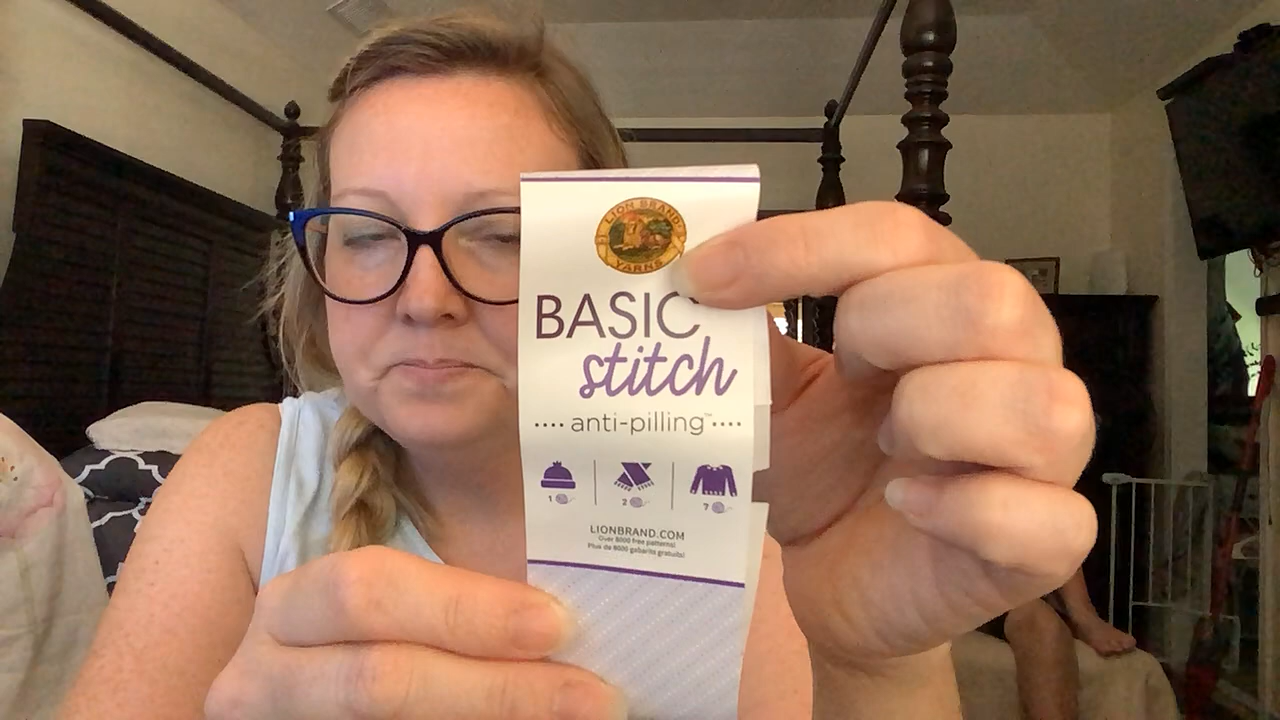 LION BRAND
YARNS
BASIC
stitch
···· anti-pilling™ ····
1 2 7
LIONBRAND.COM
Over 8000 free patterns!
Plus de 8000 gabarits gratuits!